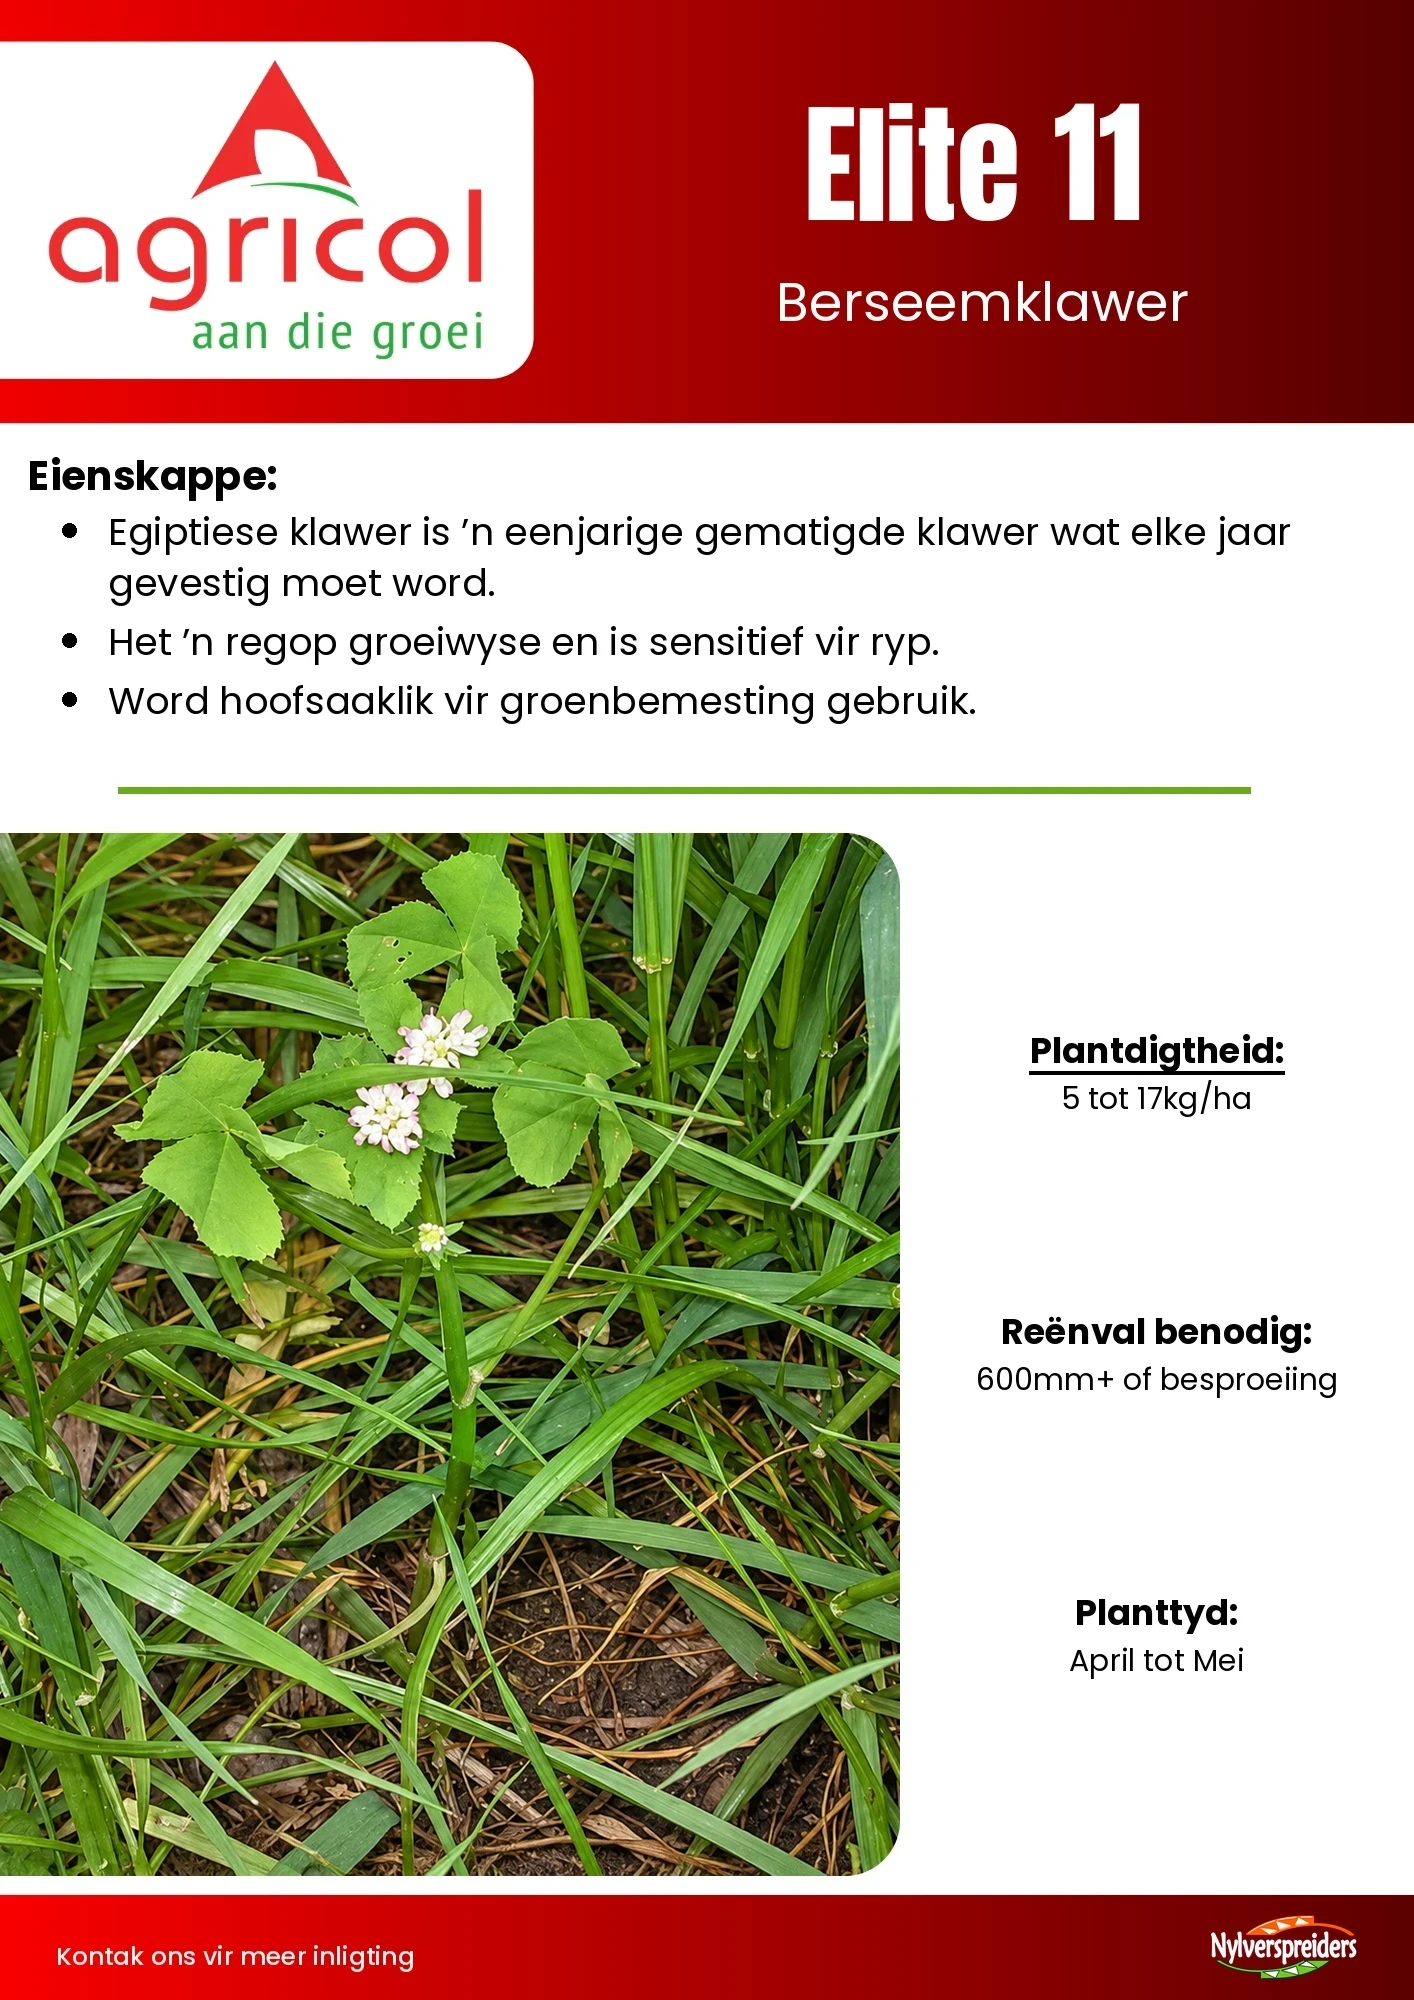 agricol
aan die groei
Elite 11
Berseemklawer
Eienskappe:
Egiptiese klawer is ’n eenjarige gematigde klawer wat elke jaar
gevestig moet word.
Het ’n regop groeiwyse en is sensitief vir ryp.
Word hoofsaaklik vir groenbemesting gebruik.
Plantdigtheid:
5 tot 17kg/ha
Reënval benodig:
600mm+ of besproeiing
Planttyd:
April tot Mei
Kontak ons vir meer inligting
Nylverspreiders